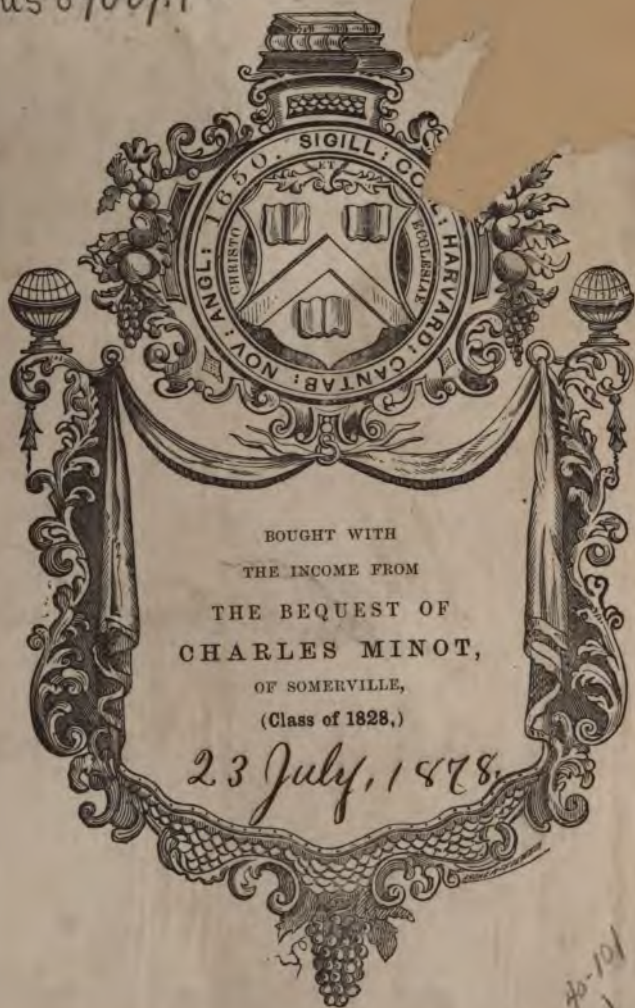 SIGILL: CO : HARVARD: CANTAB: NOV: ANGL: 1650.
CHRISTO ET ECCLESIAE
BOUGHT WITH
THE INCOME FROM
THE BEQUEST OF
CHARLES MINOT,
OF SOMERVILLE,
(Class of 1828,)
23 July, 1878.